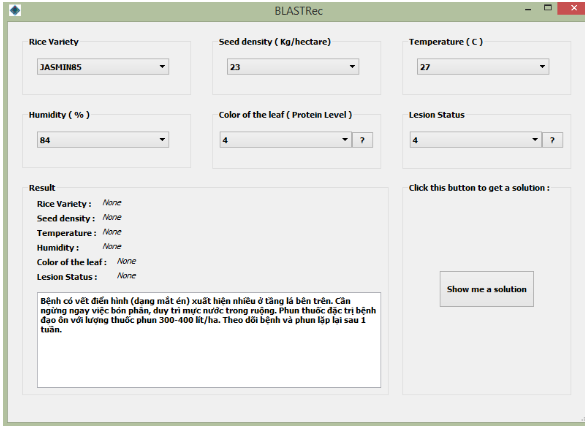 BLASTRec
Rice Variety
Seed density ( Kg/hectare)
Temperature ( C )
JASMIN85
23
27
Humidity ( % )
Color of the leaf ( Protein Level )
Lesion Status
84
4
?
4
?
Result
Click this button to get a solution :
Rice Variety : None
Seed density : None
Temperature : None
Humidity : None
Color of the leaf : None
Lesion Status : None
Show me a solution
Bệnh có vết điển hình (dạng mắt én) xuất hiện nhiều ở tầng lá bên trên. Cần
ngừng ngay việc bón phân, duy trì mực nước trong ruộng. Phun thuốc đặc trị bệnh
đạo ôn với lượng thuốc phun 300-400 lít/ha. Theo dõi bệnh và phun lặp lại sau 1
tuần.